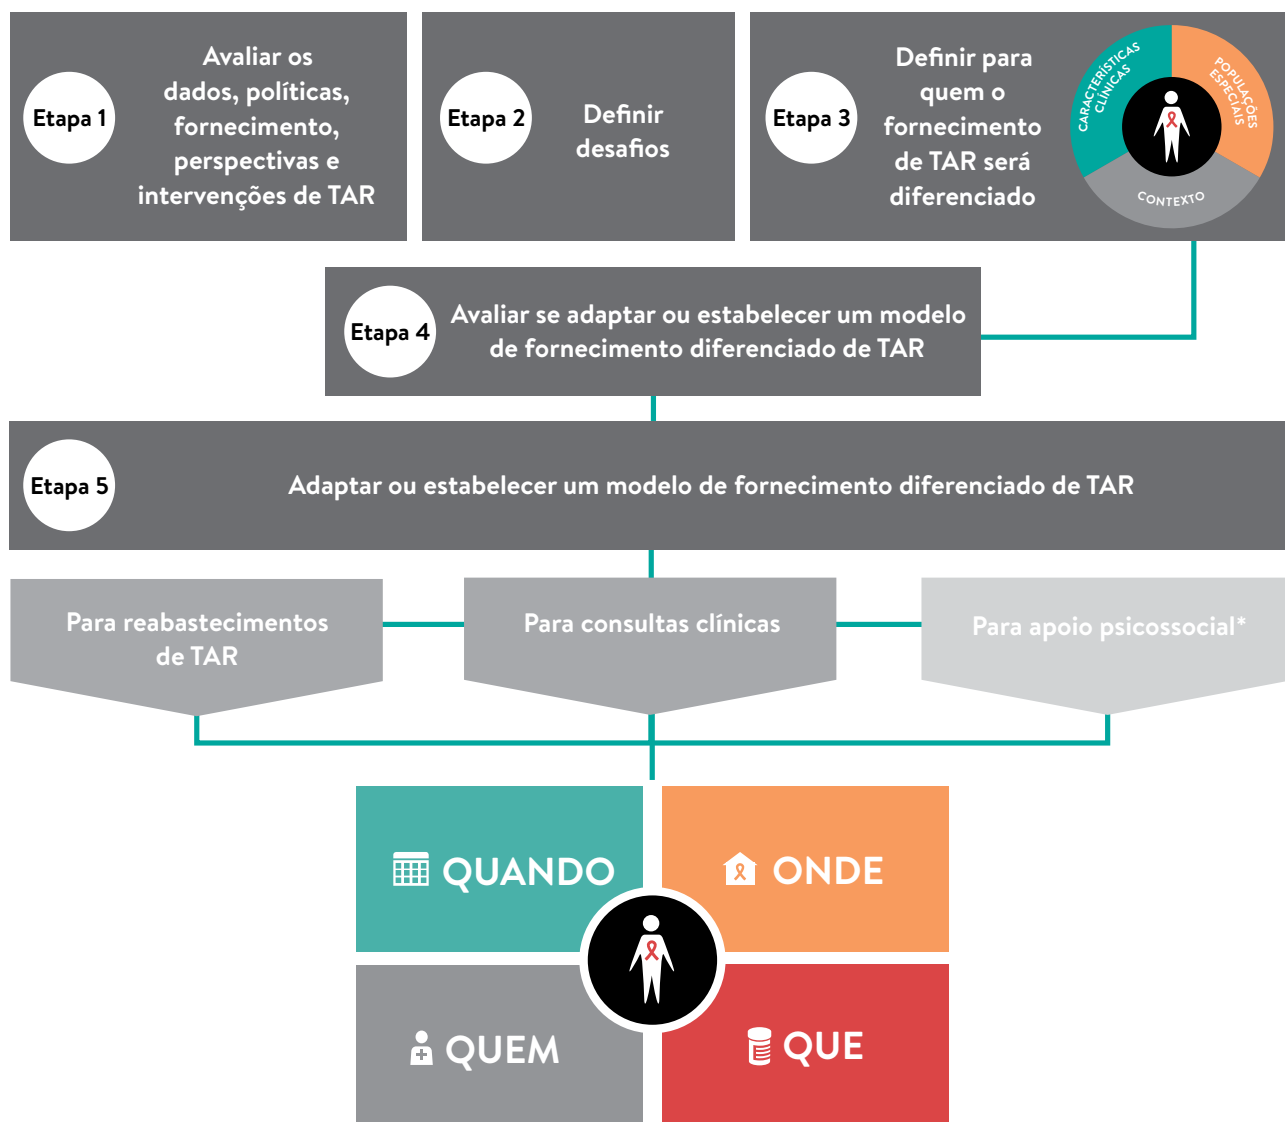 Etapa 1
Avaliar os
dados, políticas,
fornecimento,
perspectivas e
intervenções de TAR
Etapa 2
Definir
desafios
Etapa 3
Definir para
quem o
fornecimento
de TAR será
diferenciado
CARACTERÍSTICAS
CLÍNICAS
POPULAÇÕES
ESPECIAIS
CONTEXTO
Etapa 4
Avaliar se adaptar ou estabelecer um modelo
de fornecimento diferenciado de TAR
Etapa 5
Adaptar ou estabelecer um modelo de fornecimento diferenciado de TAR
Para reabastecimentos
de TAR
Para consultas clínicas
Para apoio psicossocial*
QUANDO
ONDE
QUEM
QUE